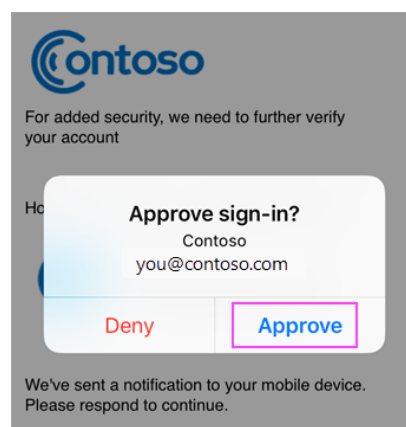 Contoso
For added security, we need to further verify
your account
Ho
Approve sign-in?
Contoso
you@contoso.com
Deny
Approve
We've sent a notification to your mobile device.
Please respond to continue.